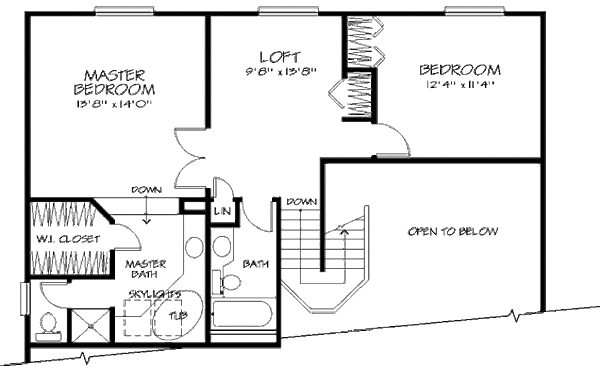 MASTER
BEDROOM
13'8" x 14'0"
LOFT
9'8" x 13'8"
BEDROOM
12'4" x 11'4"
DOWN
LIN
DOWN
W.I. CLOSET
OPEN TO BELOW
MASTER
BATH
BATH
SKYLIGHTS
TUB